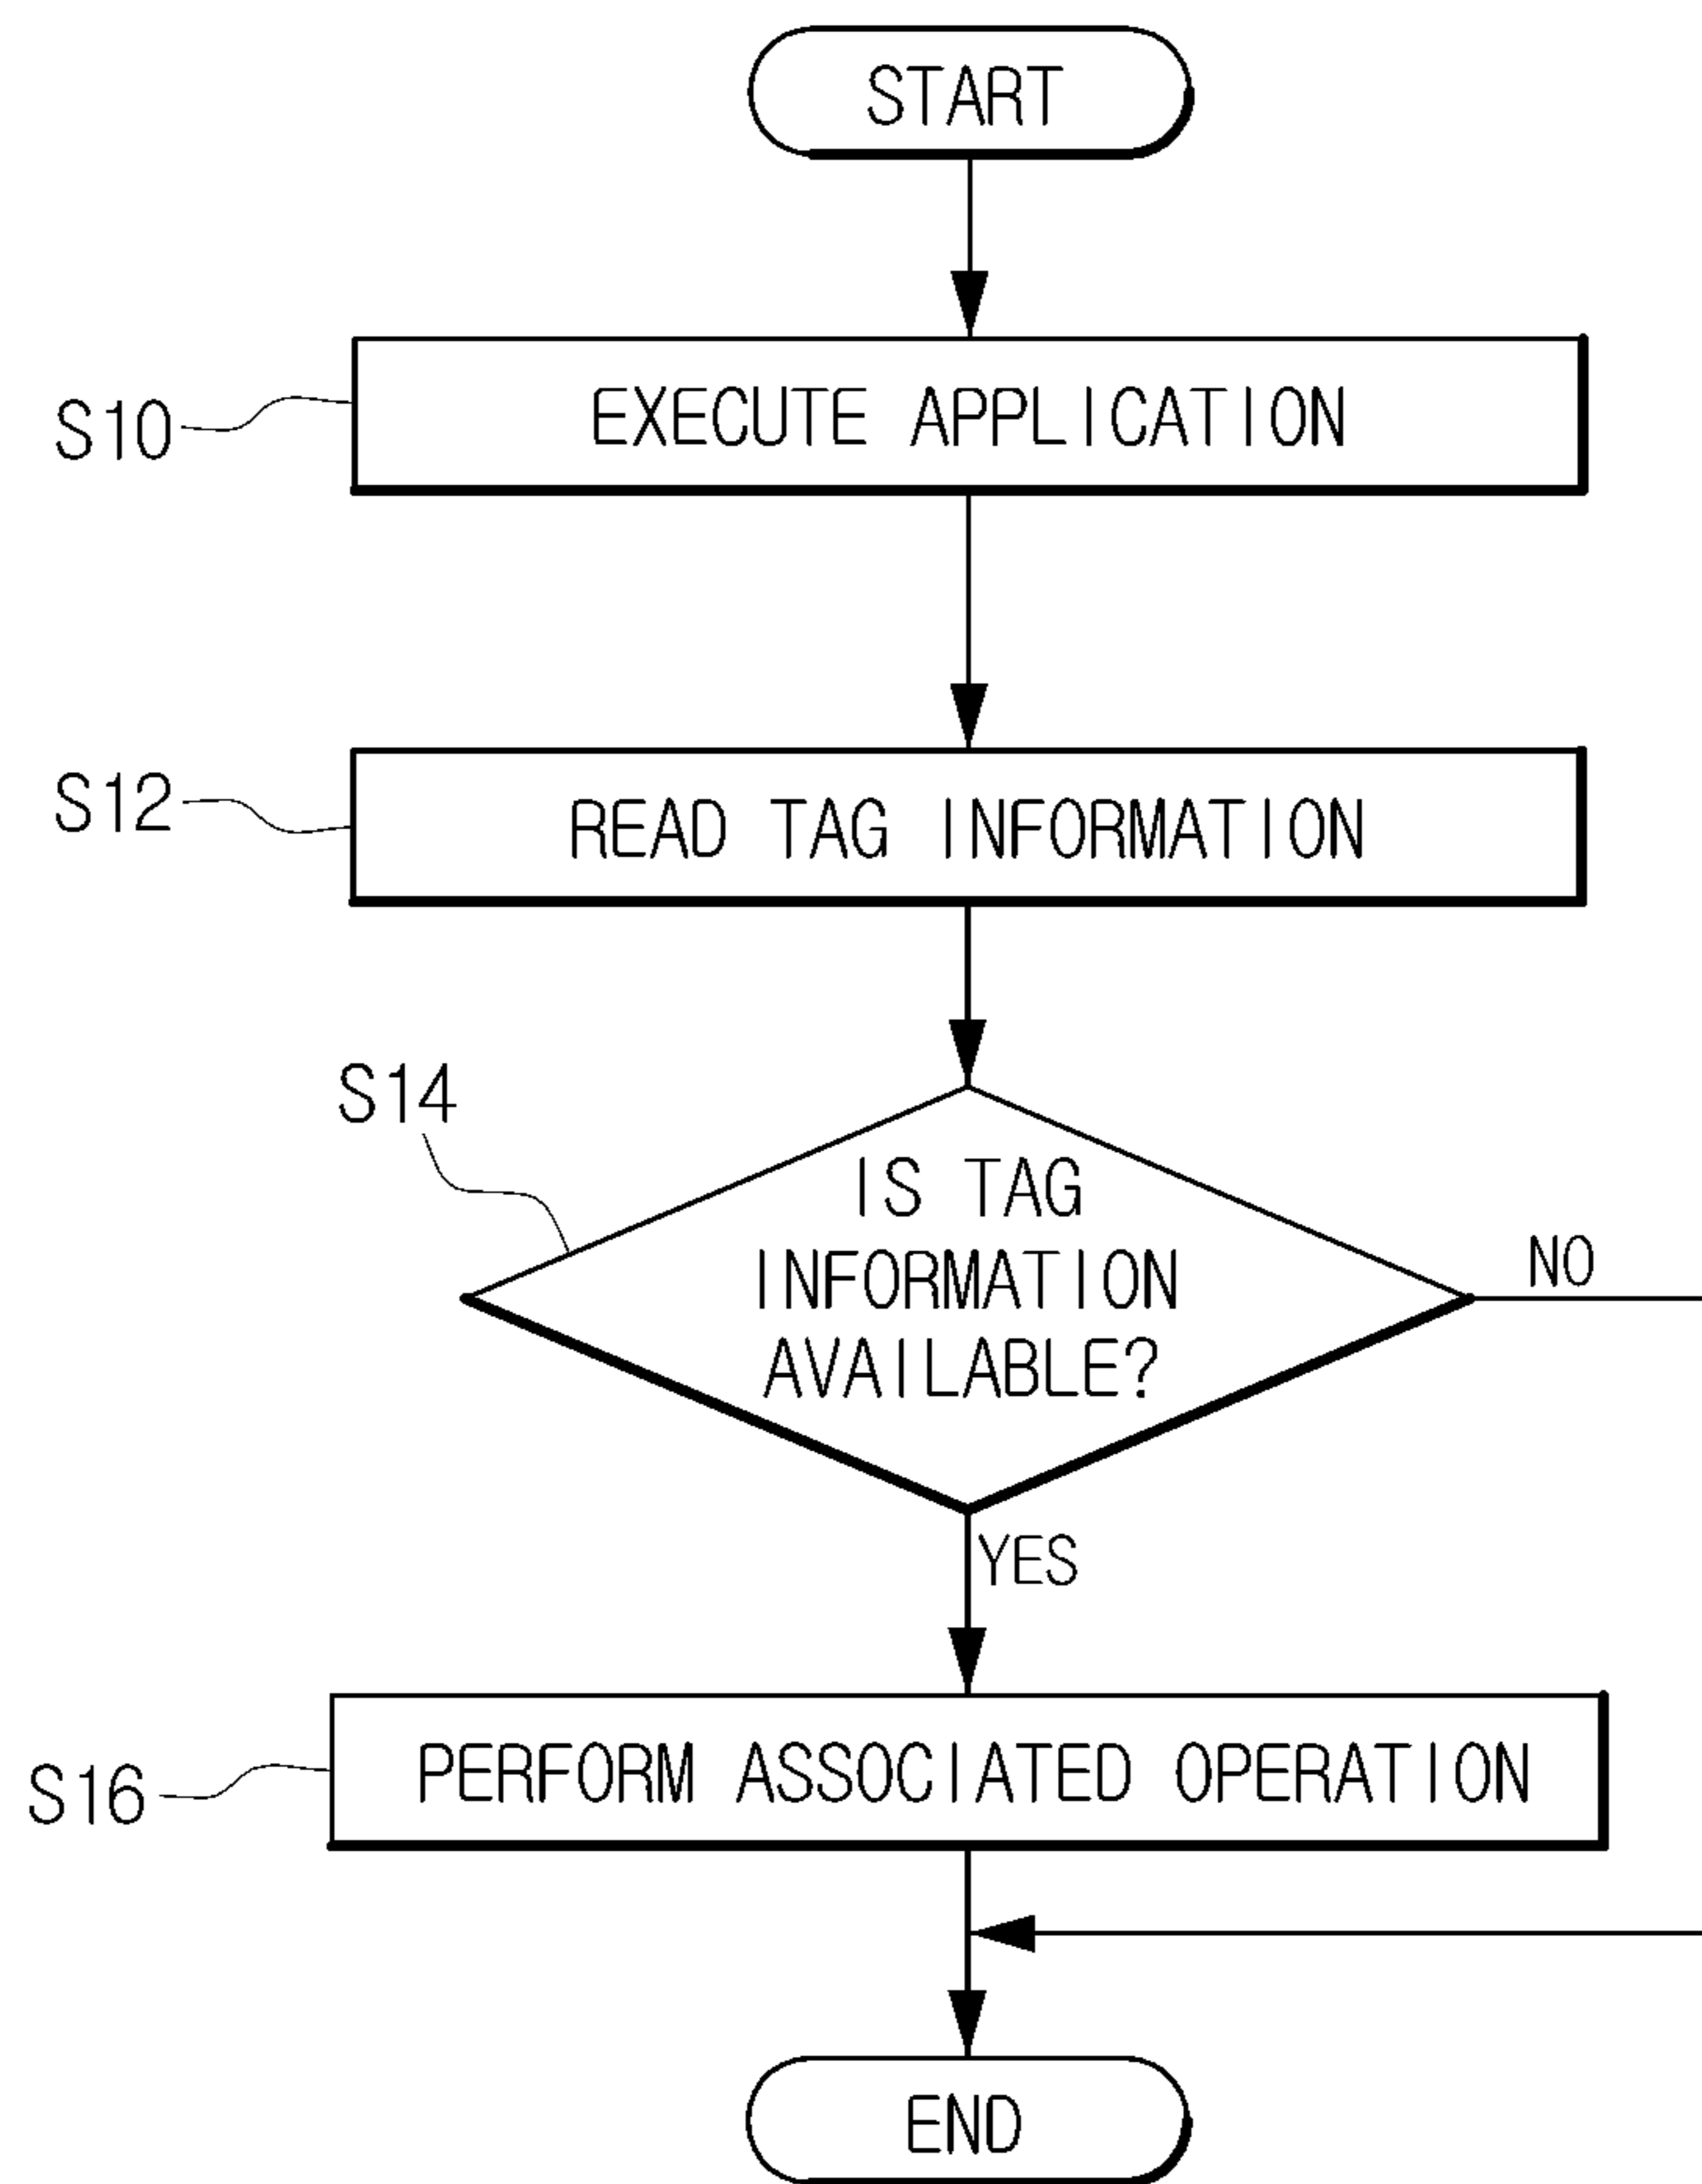 START
S10
EXECUTE APPLICATION
S12
READ TAG INFORMATION
S14
IS TAG
INFORMATION
AVAILABLE?
NO
YES
S16
PERFORM ASSOCIATED OPERATION
END